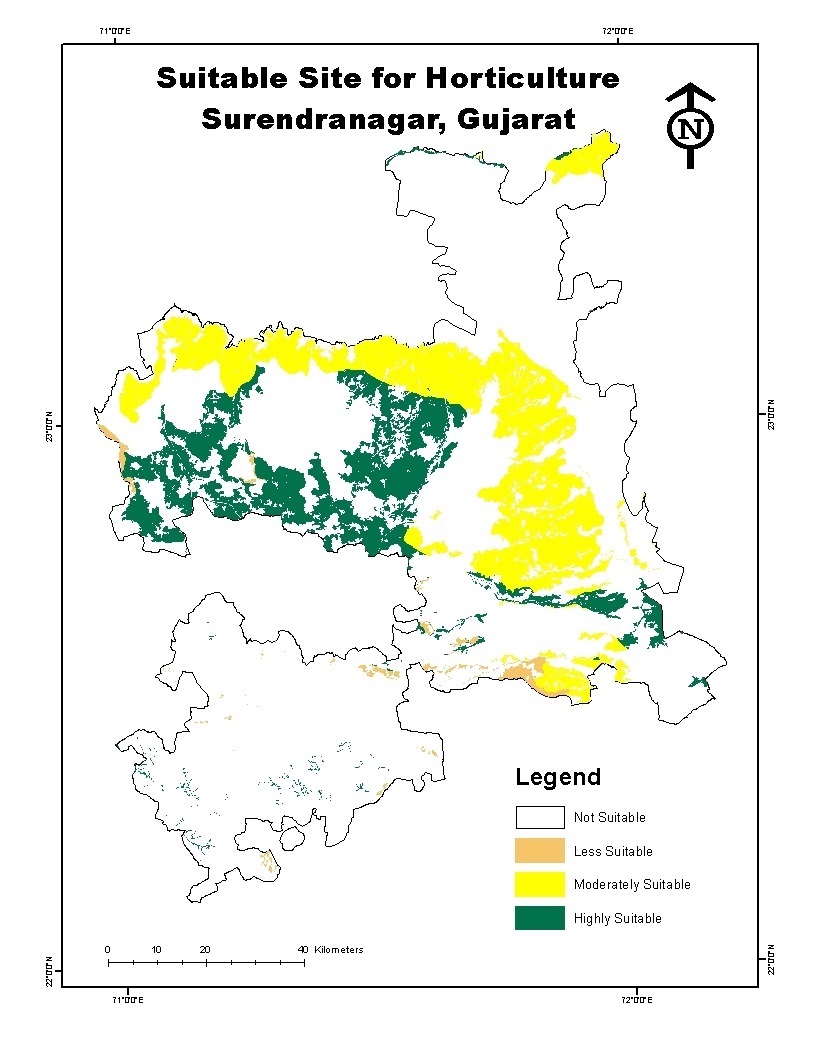 71°0'0"E 72°0'0"E
Suitable Site for Horticulture
Surendranagar, Gujarat
N
23°0'0"N 23°0'0"N
Legend
Not Suitable
Less Suitable
Moderately Suitable
Highly Suitable
0 10 20 40 Kilometers
22°0'0"N 22°0'0"N
71°0'0"E 72°0'0"E